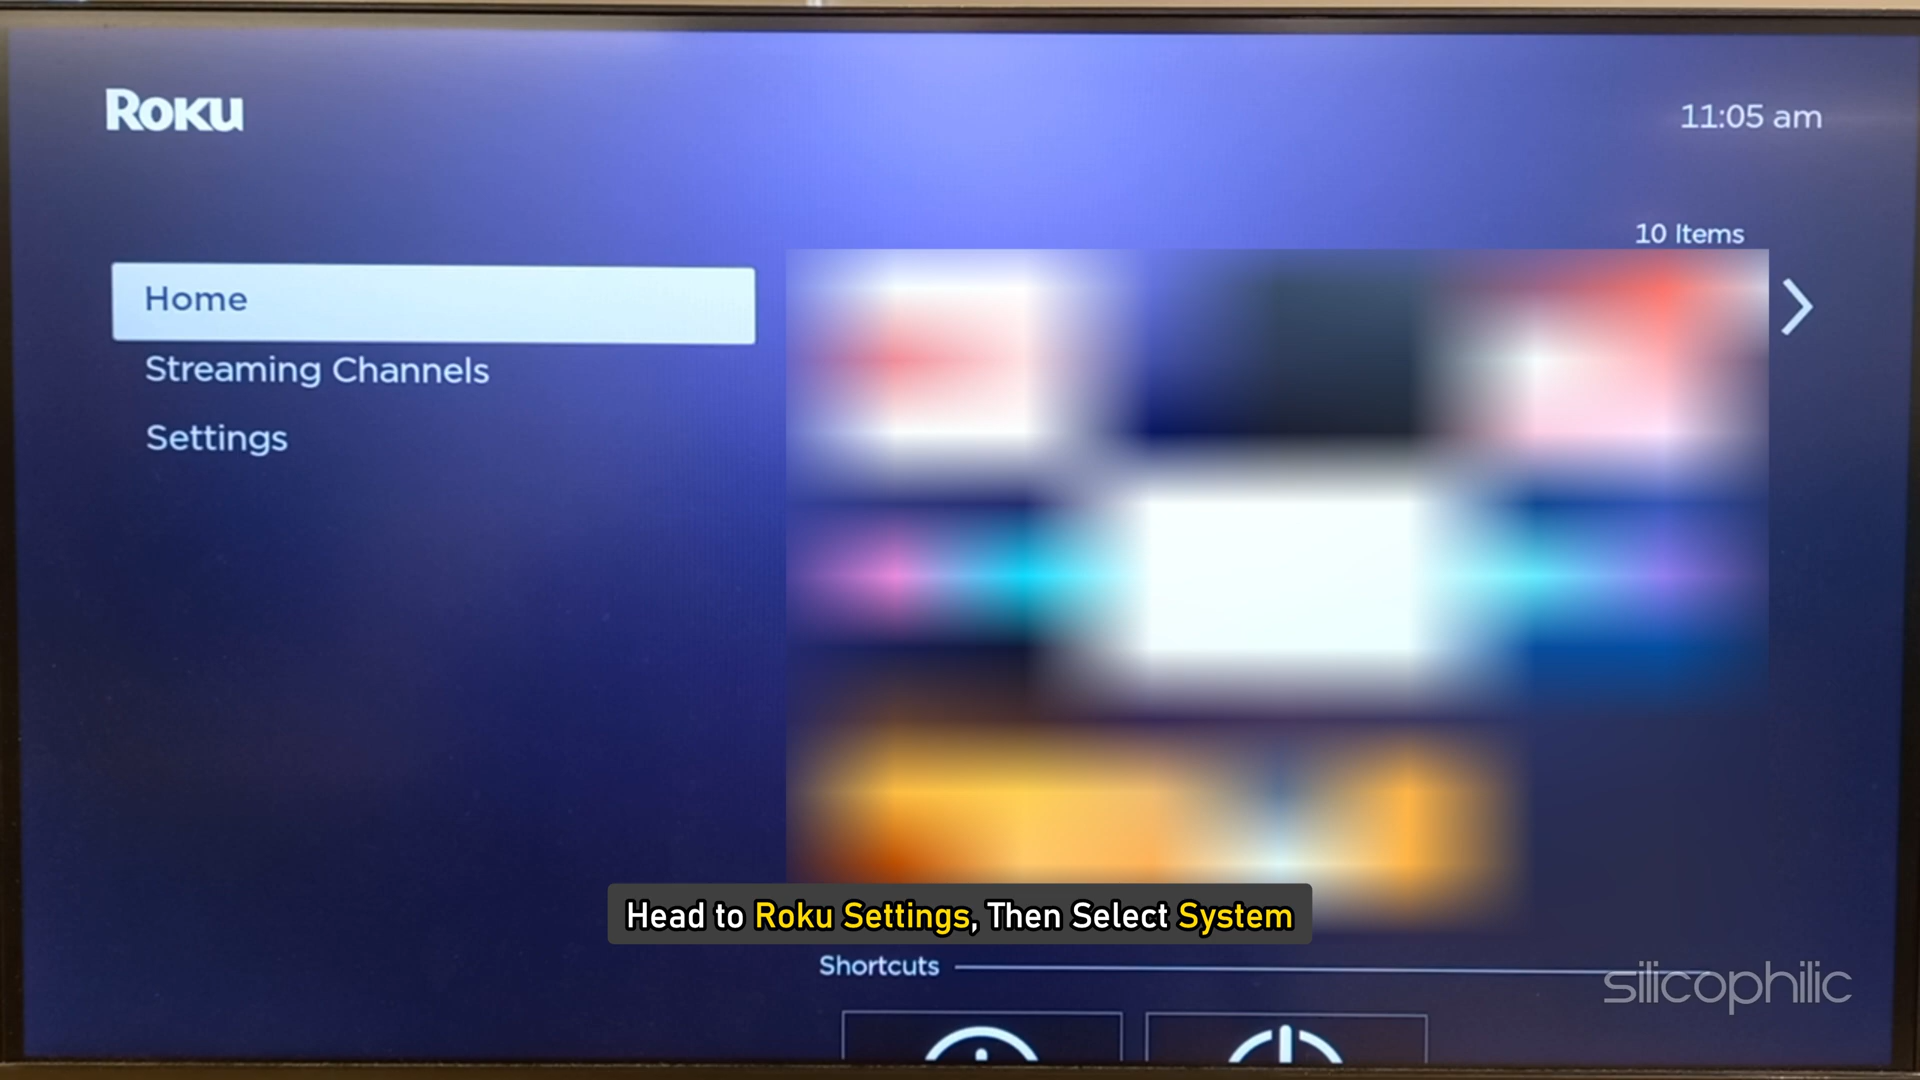 Roku
11:05 am
10 Items
Home
Streaming Channels
Settings
Head to Roku Settings, Then Select System
Shortcuts
silicophilic